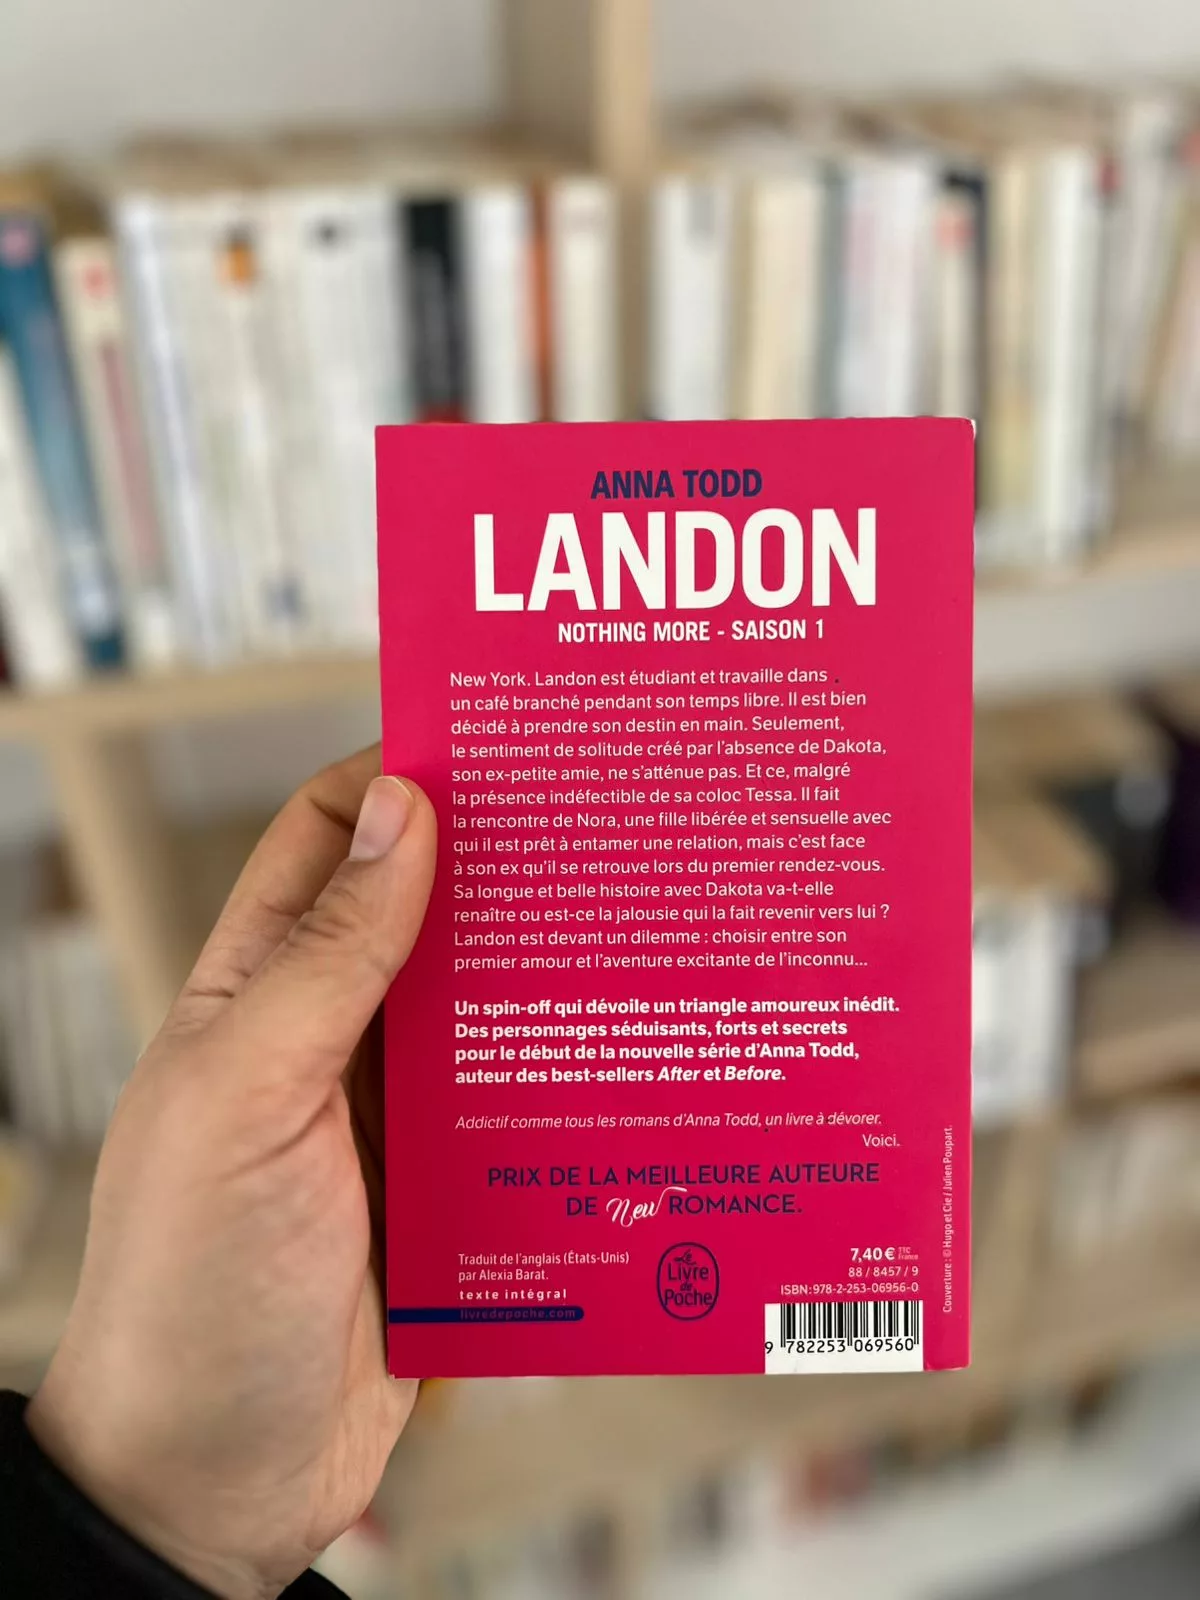 ANNA TODD
LANDON
NOTHING MORE - SAISON 1
New York. Landon est étudiant et travaille dans
un café branché pendant son temps libre. Il est bien
décidé à prendre son destin en main. Seulement,
le sentiment de solitude créé par l'absence de Dakota,
son ex-petite amie, ne s'atténue pas. Et ce, malgré
la présence indéfectible de sa coloc Tessa. Il fait
la rencontre de Nora, une fille libérée et sensuelle avec
qui il est prêt à entamer une relation, mais c'est face
à son ex qu'il se retrouve lors du premier rendez-vous.
Sa longue et belle histoire avec Dakota va-t-elle
renaître ou est-ce la jalousie qui la fait revenir vers lui ?
Landon est devant un dilemme : choisir entre son
premier amour et l'aventure excitante de l'inconnu...
Un spin-off qui dévoile un triangle amoureux inédit.
Des personnages séduisants, forts et secrets
pour le début de la nouvelle série d'Anna Todd,
auteur des best-sellers After et Before.
Addictif comme tous les romans d'Anna Todd, un livre à dévorer.
Voici.
PRIX DE LA MEILLEURE AUTEURE
DE New ROMANCE.
Traduit de l'anglais (États-Unis)
par Alexia Barat.
texte intégral
livredepoche.com
Le
Livre
de
Poche
7,40 € TTC
France
88 / 8457 / 9
ISBN : 978-2-253-06956-0
9 782253 069560
Couverture : © Hugo et Cie / Julien Poupart.